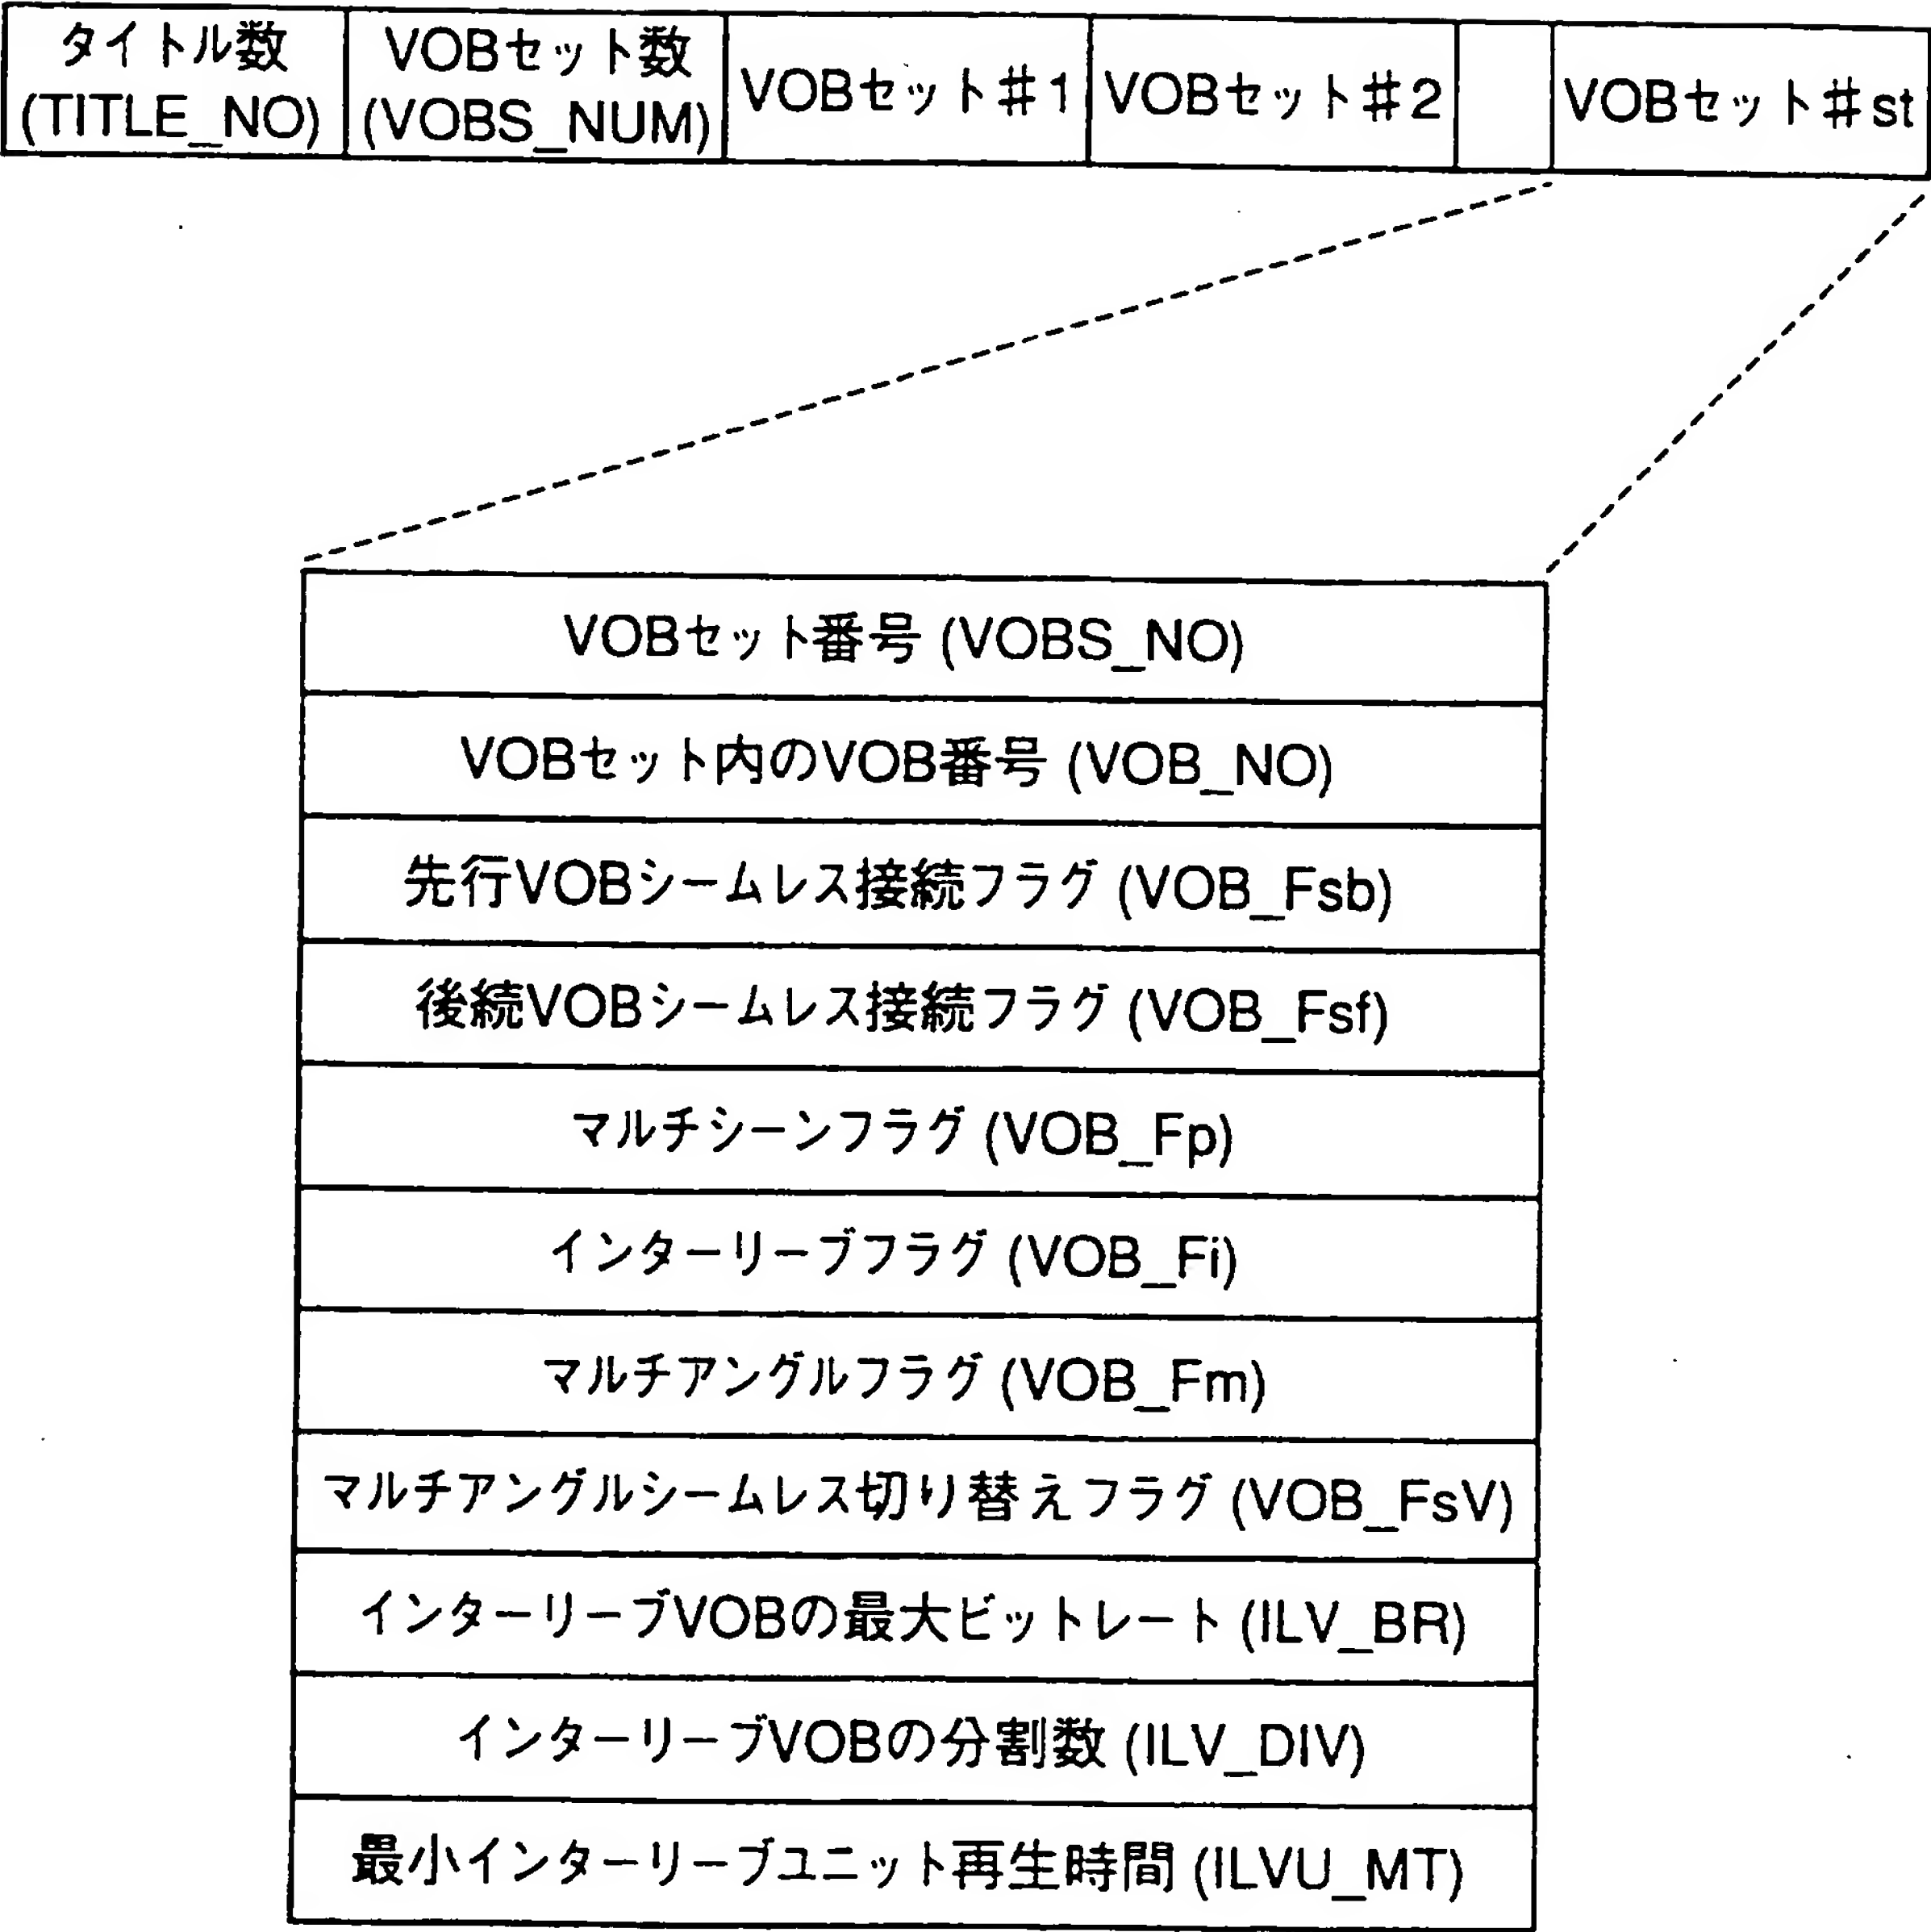 タイトル数
(TITLE_NO)
VOBセット数
(VOBS_NUM)
VOBセット#1
VOBセット#2
VOBセット#st
VOBセット番号 (VOBS_NO)
VOBセット内のVOB番号 (VOB_NO)
先行VOBシームレス接続フラグ (VOB_Fsb)
後続VOBシームレス接続フラグ (VOB_Fsf)
マルチシーンフラグ (VOB_Fp)
インターリーブフラグ (VOB_Fi)
マルチアングルフラグ (VOB_Fm)
マルチアングルシームレス切り替えフラグ (VOB_FsV)
インターリーブVOBの最大ビットレート (ILV_BR)
インターリーブVOBの分割数 (ILV_DIV)
最小インターリーブユニット再生時間 (ILVU_MT)